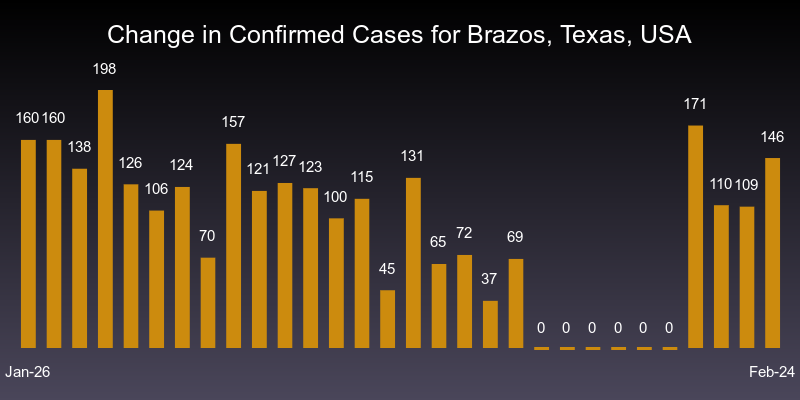 Change in Confirmed Cases for Brazos, Texas, USA
160 160 138 198 126 106 124 70 157 121 127 123 100 115 45 131 65 72 37 69 0 0 0 0 0 0 171 110 109 146
Jan-26 Feb-24